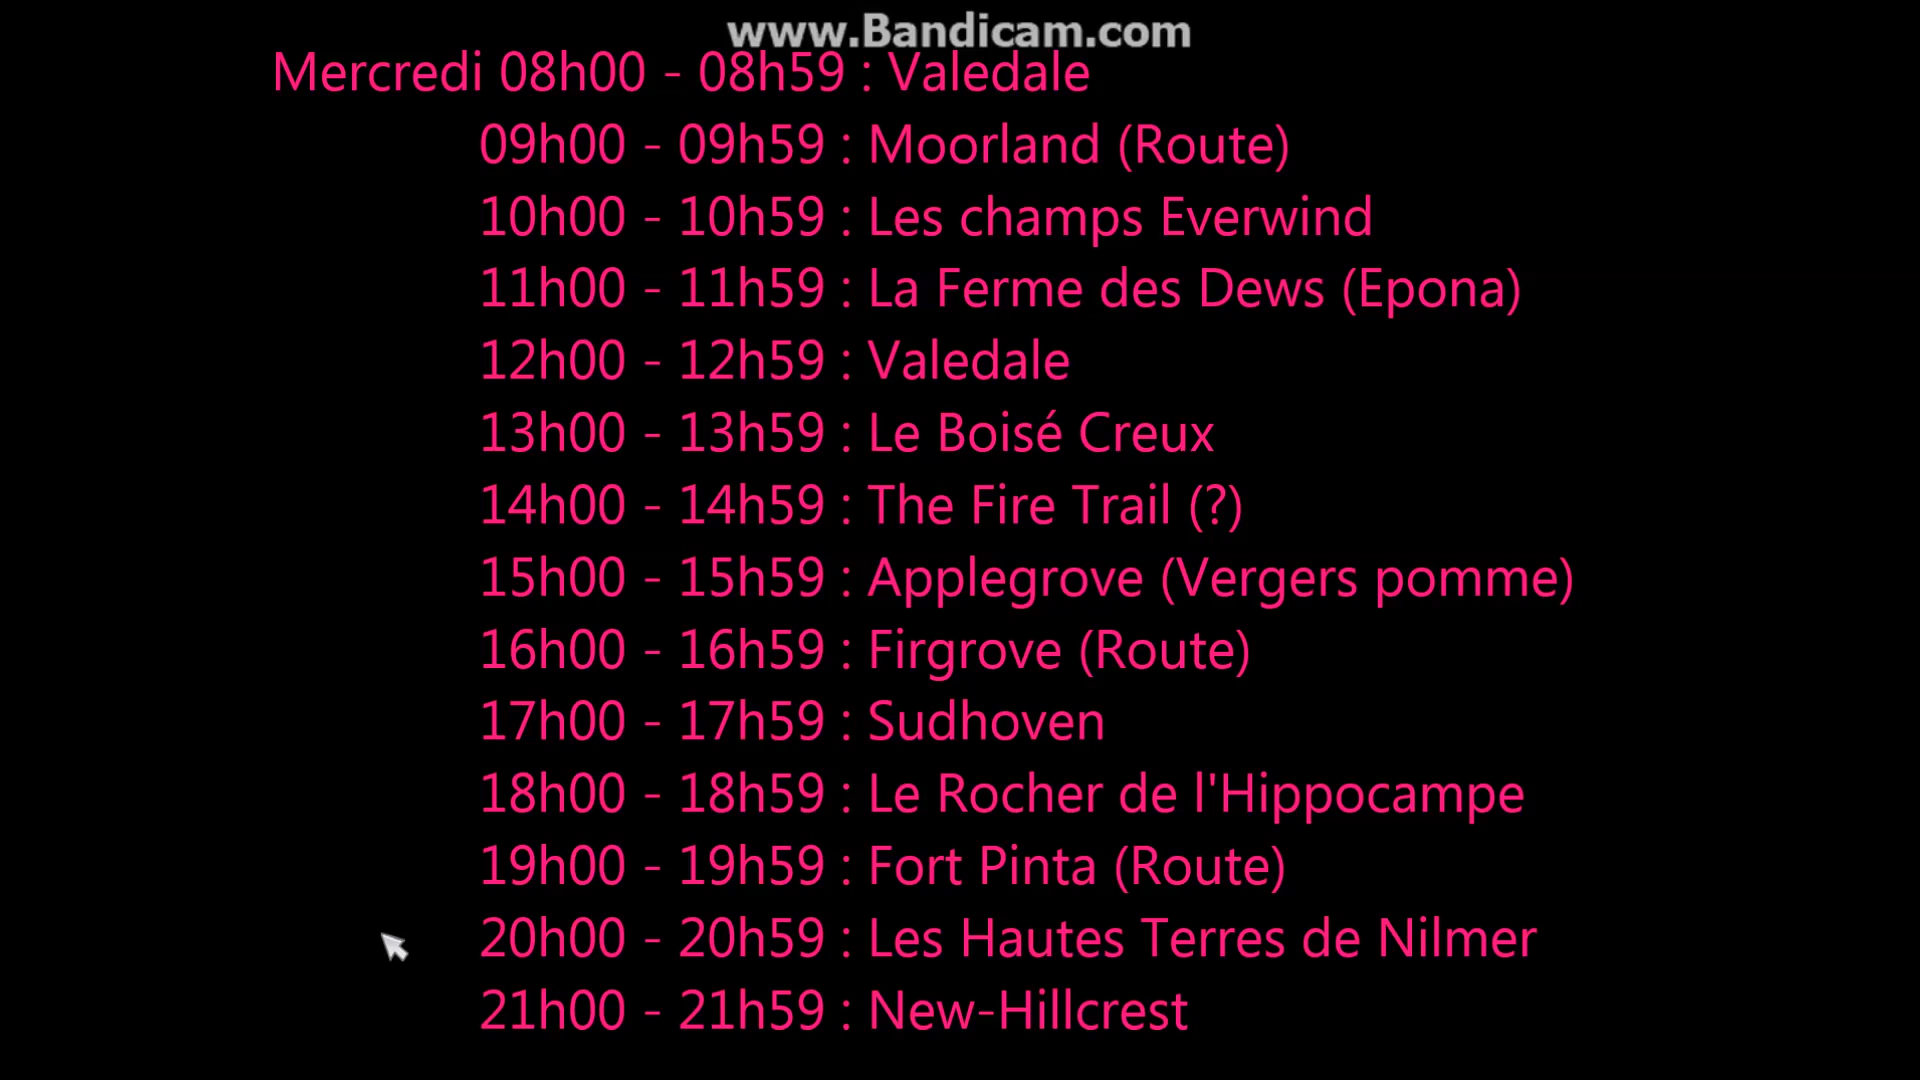 www.Bandicam.com
Mercredi 08h00 - 08h59 : Valedale
09h00 - 09h59 : Moorland (Route)
10h00 - 10h59 : Les champs Everwind
11h00 - 11h59 : La Ferme des Dews (Epona)
12h00 - 12h59 : Valedale
13h00 - 13h59 : Le Boisé Creux
14h00 - 14h59 : The Fire Trail (?)
15h00 - 15h59 : Applegrove (Vergers pomme)
16h00 - 16h59 : Firgrove (Route)
17h00 - 17h59 : Sudhoven
18h00 - 18h59 : Le Rocher de l'Hippocampe
19h00 - 19h59 : Fort Pinta (Route)
20h00 - 20h59 : Les Hautes Terres de Nilmer
21h00 - 21h59 : New-Hillcrest